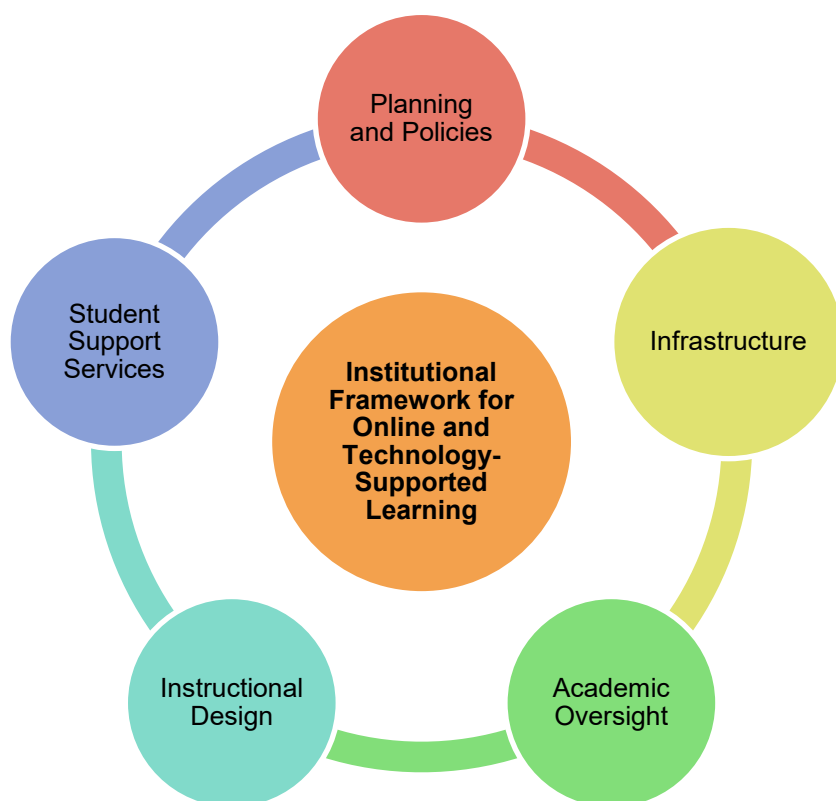 Planning
and Policies
Infrastructure
Academic
Oversight
Instructional
Design
Student
Support
Services
Institutional
Framework for
Online and
Technology-
Supported
Learning